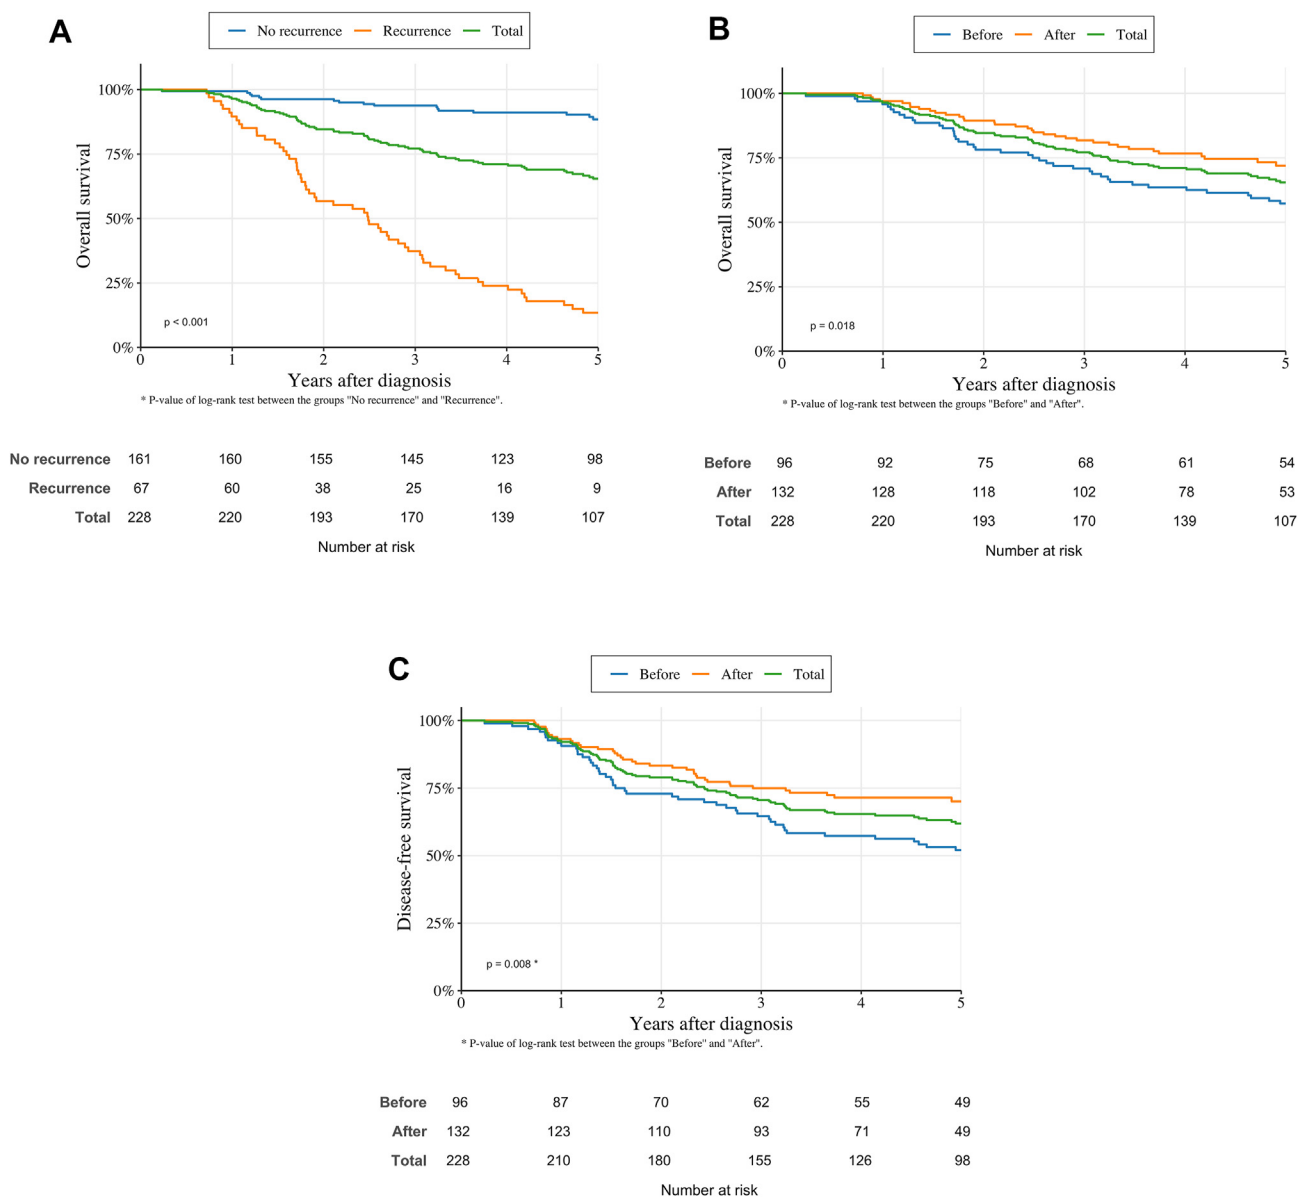 A
No recurrence Recurrence Total
100%
75%
50%
25%
0%
Overall survival
p < 0.001
0 1 2 3 4 5
Years after diagnosis
* P-value of log-rank test between the groups "No recurrence" and "Recurrence".
No recurrence 161 160 155 145 123 98
Recurrence 67 60 38 25 16 9
Total 228 220 193 170 139 107
Number at risk
B
Before After Total
100%
75%
50%
25%
0%
Overall survival
p = 0.018
0 1 2 3 4 5
Years after diagnosis
* P-value of log-rank test between the groups "Before" and "After".
Before 96 92 75 68 61 54
After 132 128 118 102 78 53
Total 228 220 193 170 139 107
Number at risk
C
Before After Total
100%
75%
50%
25%
0%
Disease-free survival
p = 0.008 *
0 1 2 3 4 5
Years after diagnosis
* P-value of log-rank test between the groups "Before" and "After".
Before 96 87 70 62 55 49
After 132 123 110 93 71 49
Total 228 210 180 155 126 98
Number at risk